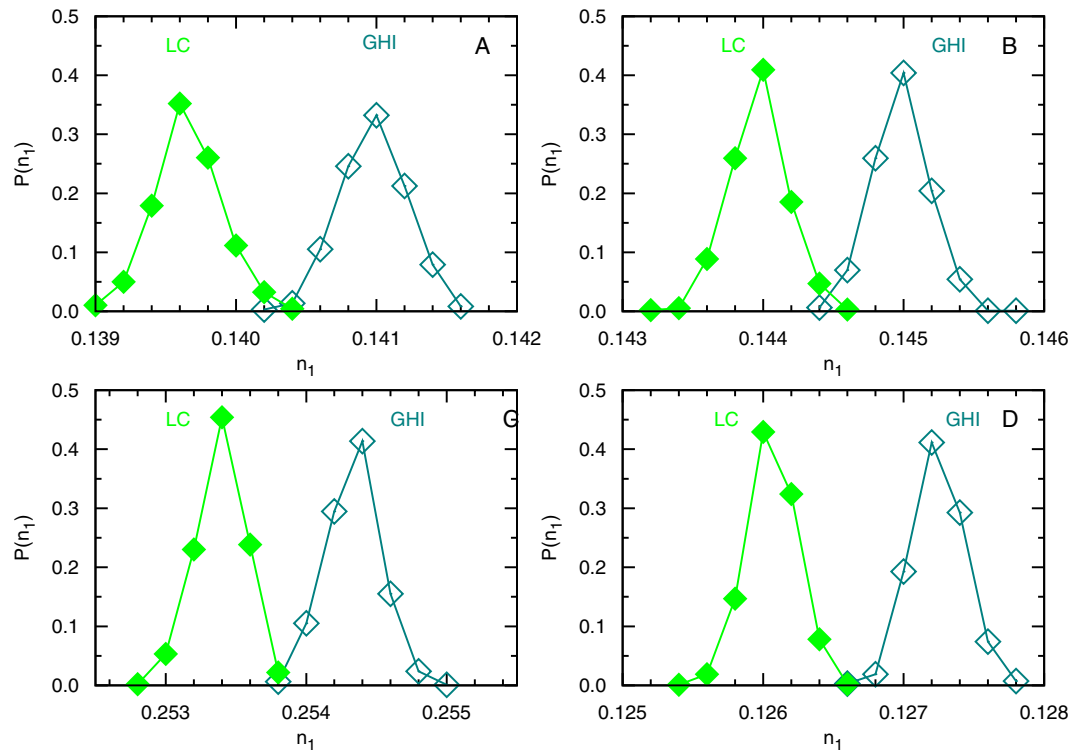 0.5
LC
GHI
A
0.4
0.3
P(n1)
0.2
0.1
0.0
0.139
0.140
0.141
0.142
n1
0.5
LC
GHI
B
0.4
0.3
P(n1)
0.2
0.1
0.0
0.143
0.144
0.145
0.146
n1
0.5
LC
GHI
G
0.4
0.3
P(n1)
0.2
0.1
0.0
0.253
0.254
0.255
n1
0.5
LC
GHI
D
0.4
0.3
P(n1)
0.2
0.1
0.0
0.125
0.126
0.127
0.128
n1